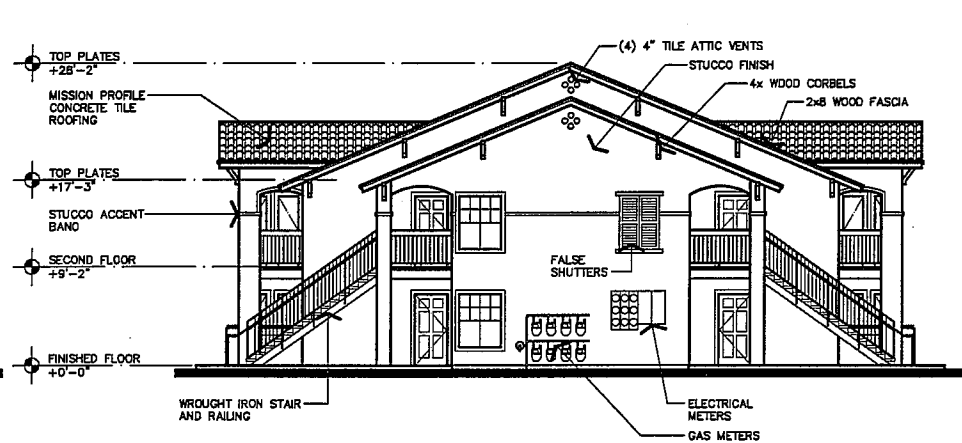 TOP PLATES
+28'-2"
MISSION PROFILE
CONCRETE TILE
ROOFING
TOP PLATES
+17'-3"
STUCCO ACCENT
BAND
SECOND FLOOR
+9'-2"
FINISHED FLOOR
+0'-0"
(4) 4" TILE ATTIC VENTS
STUCCO FINISH
4x WOOD CORBELS
2x8 WOOD FASCIA
FALSE
SHUTTERS
WROUGHT IRON STAIR
AND RAILING
ELECTRICAL
METERS
GAS METERS